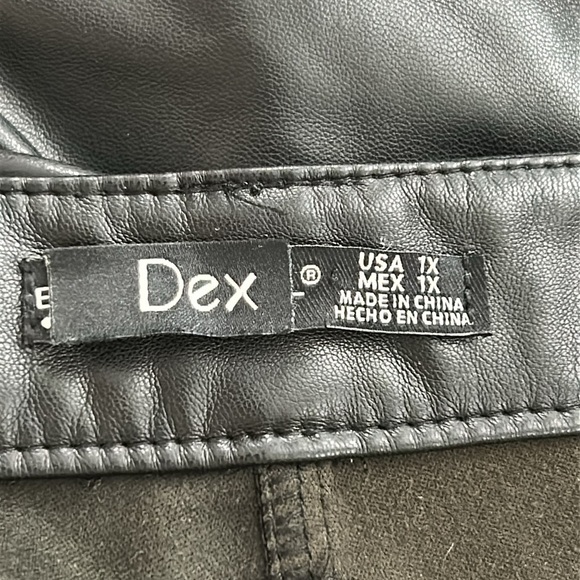 Dex
E
®
USA 1X
MEX 1X
MADE IN CHINA
HECHO EN CHINA